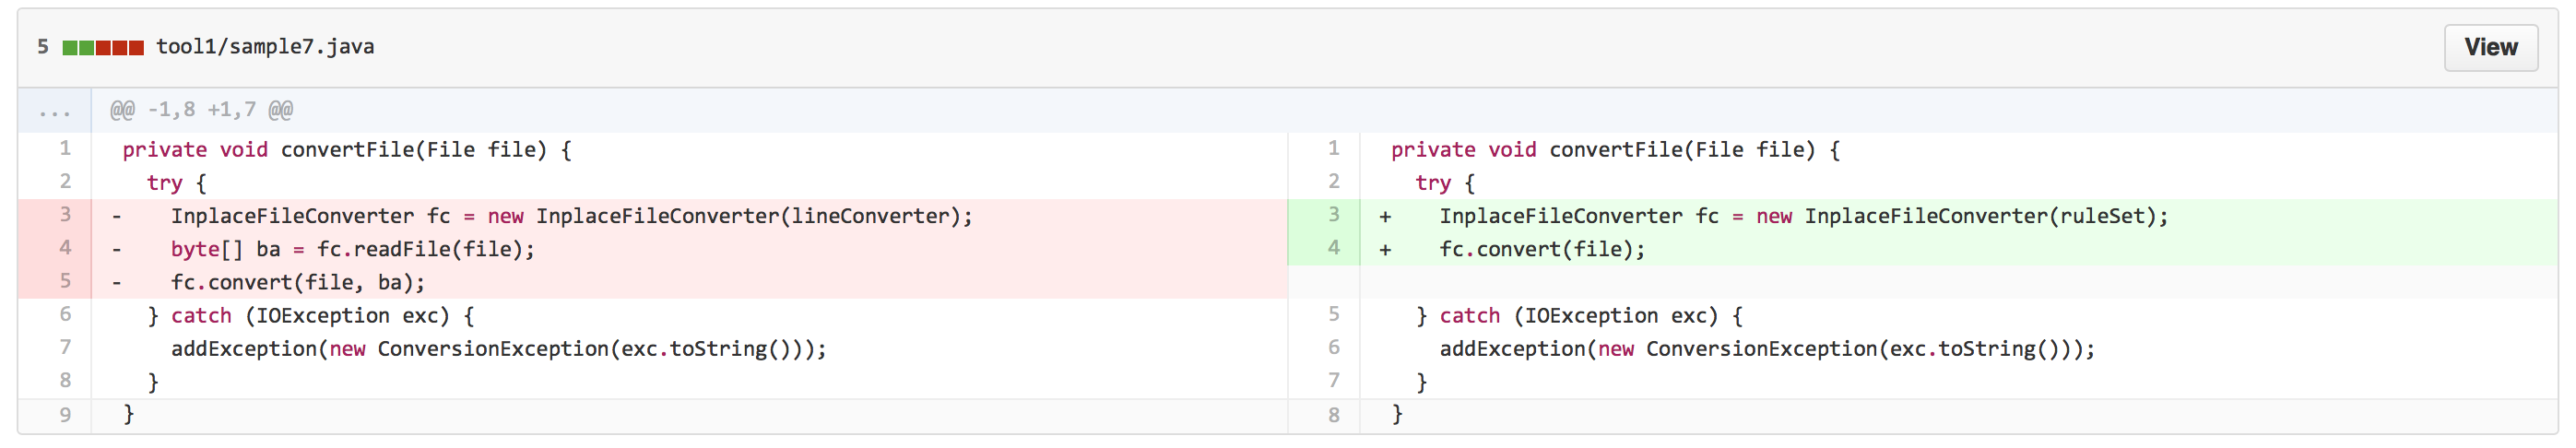 5 tool1/sample7.java View
... @@ -1,8 +1,7 @@
1 private void convertFile(File file) {
2 try {
3 - InplaceFileConverter fc = new InplaceFileConverter(lineConverter);
4 - byte[] ba = fc.readFile(file);
5 - fc.convert(file, ba);
6 } catch (IOException exc) {
7 addException(new ConversionException(exc.toString()));
8 }
9 }
1 private void convertFile(File file) {
2 try {
3 + InplaceFileConverter fc = new InplaceFileConverter(ruleSet);
4 + fc.convert(file);
5 } catch (IOException exc) {
6 addException(new ConversionException(exc.toString()));
7 }
8 }